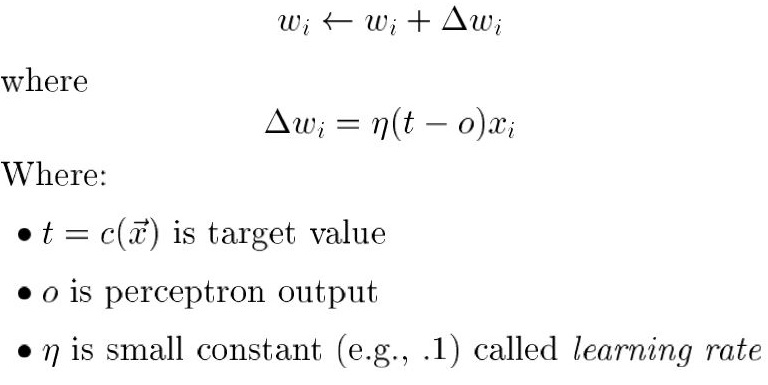 wᵢ ← wᵢ + Δwᵢ
where
Δwᵢ = η(t − o)xᵢ
Where:
• t = c(x⃗) is target value
• o is perceptron output
• η is small constant (e.g., .1) called learning rate